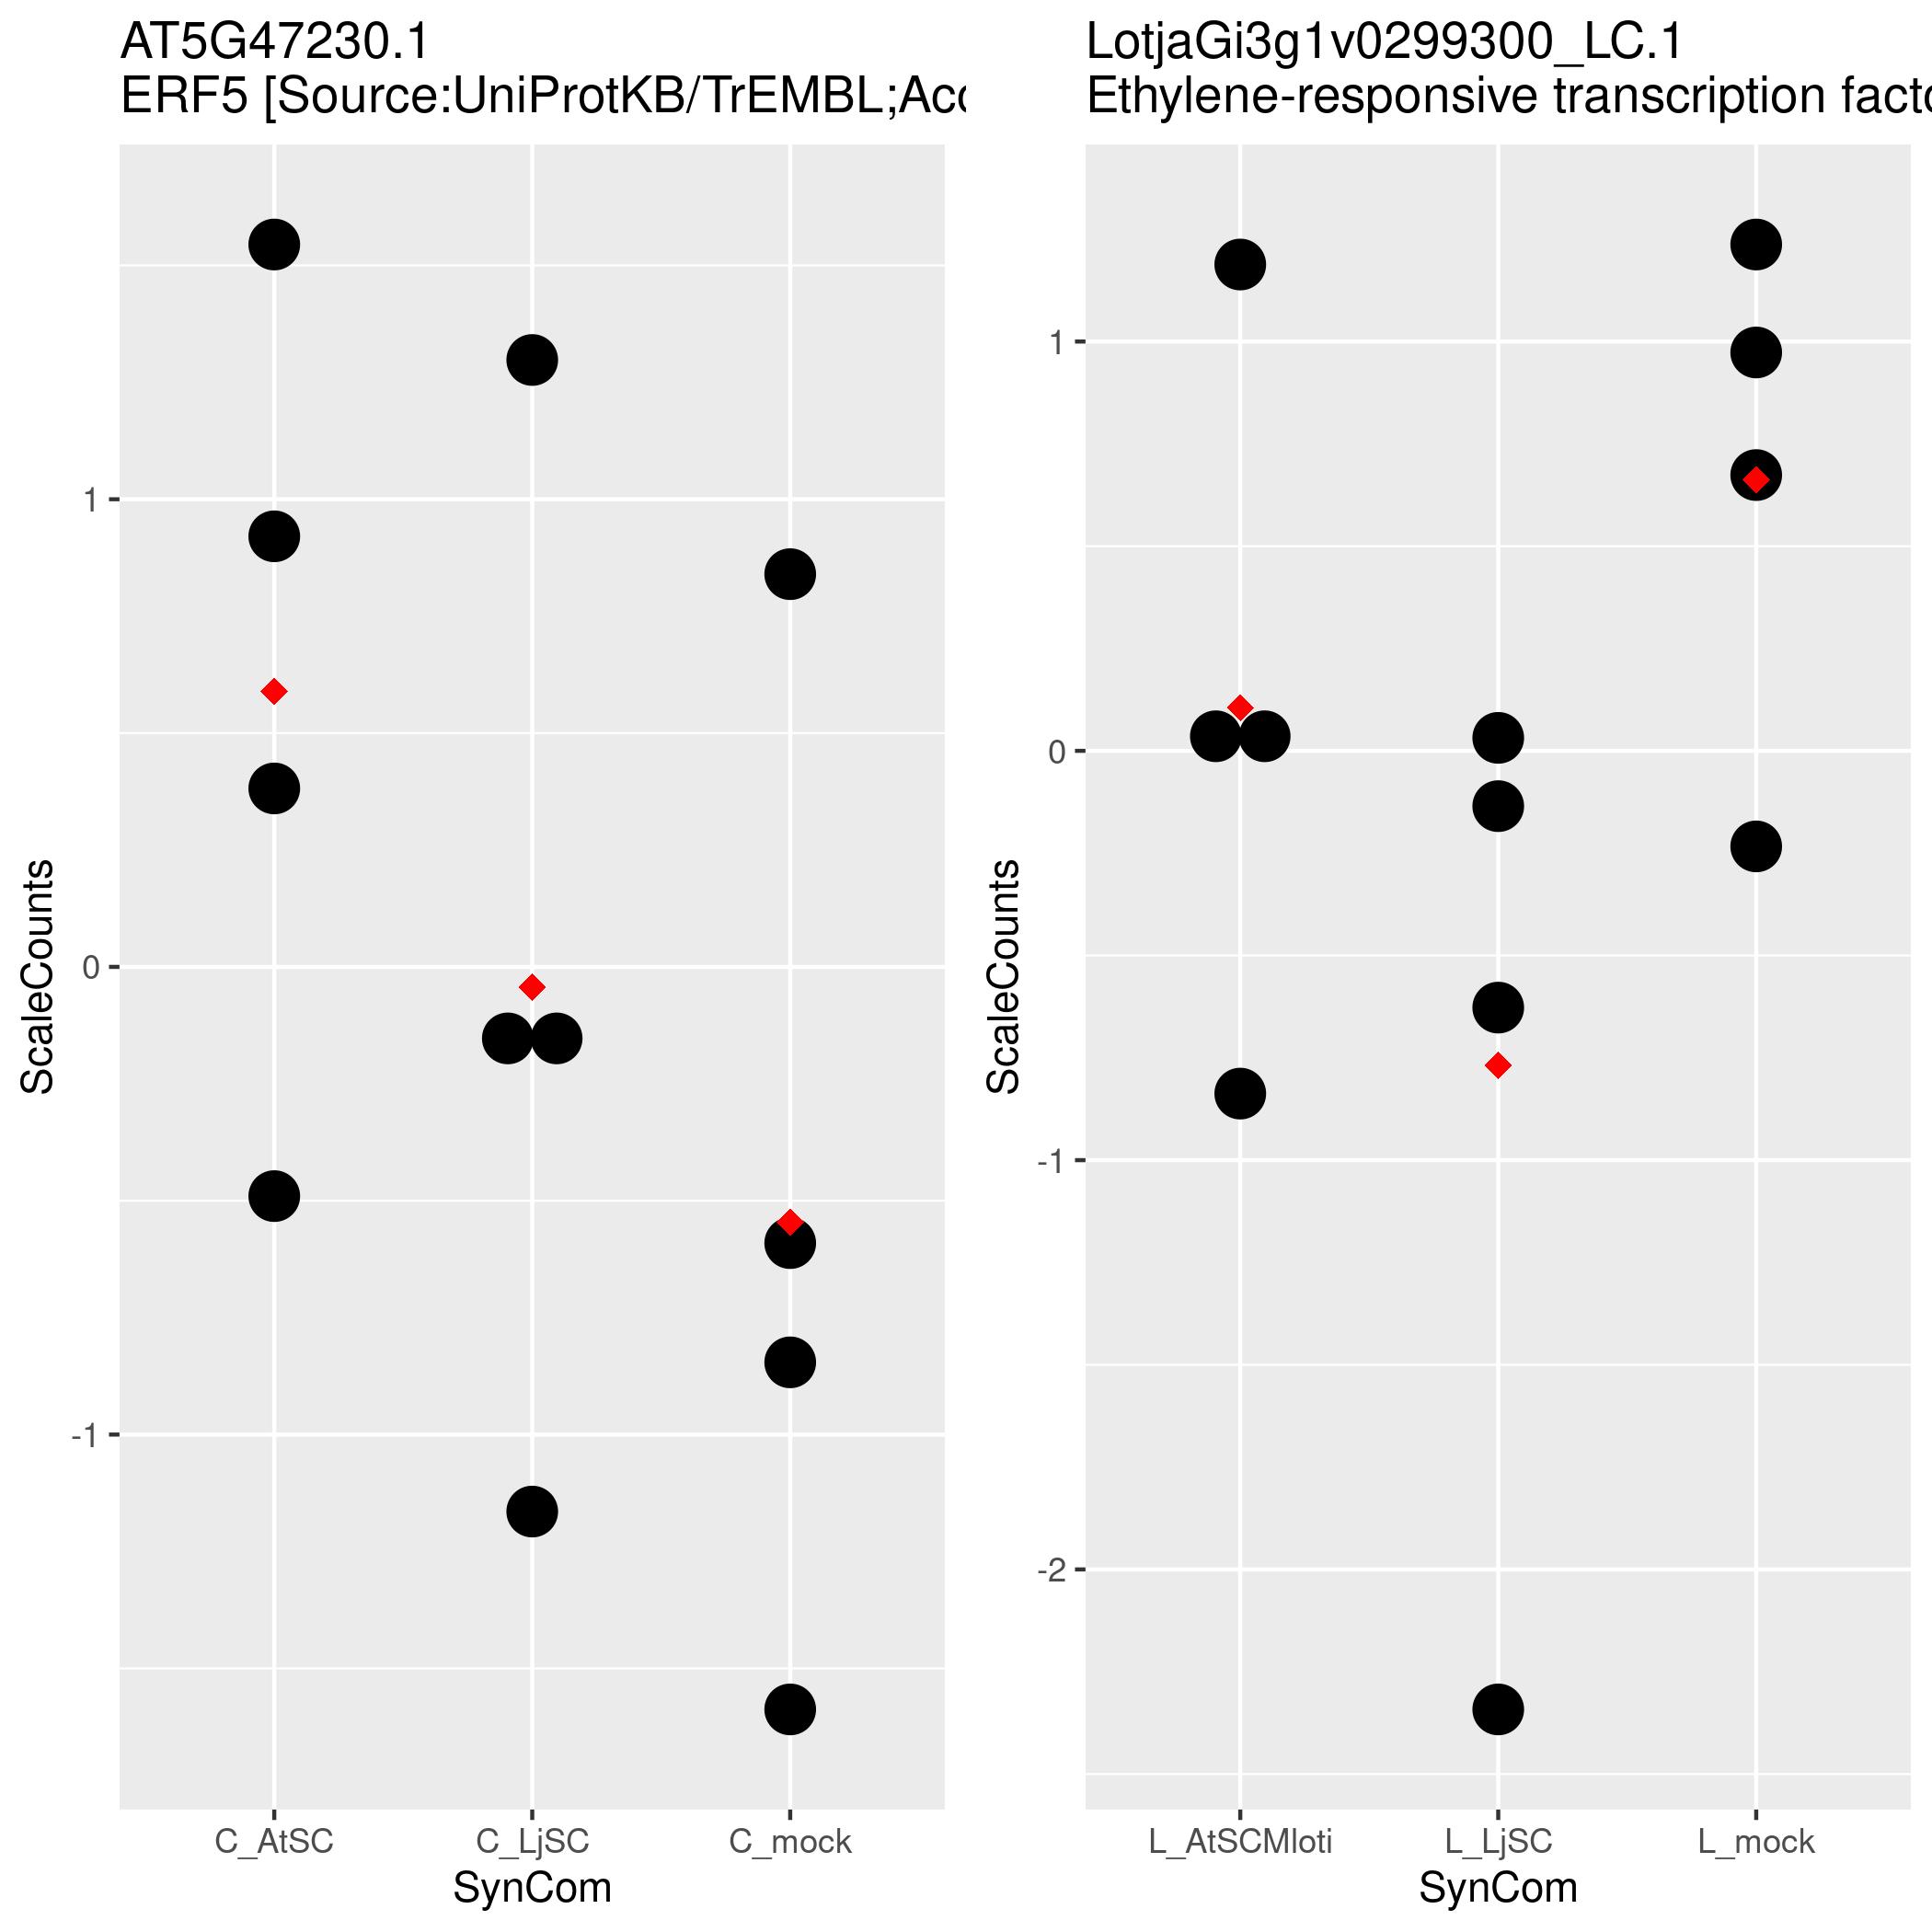 AT5G47230.1
ERF5 [Source:UniProtKB/TrEMBL;Acc
ScaleCounts
1
0
-1
C_AtSC
C_LjSC
C_mock
SynCom
LotjaGi3g1v0299300_LC.1
Ethylene-responsive transcription facto
ScaleCounts
1
0
-1
-2
L_AtSCMloti
L_LjSC
L_mock
SynCom